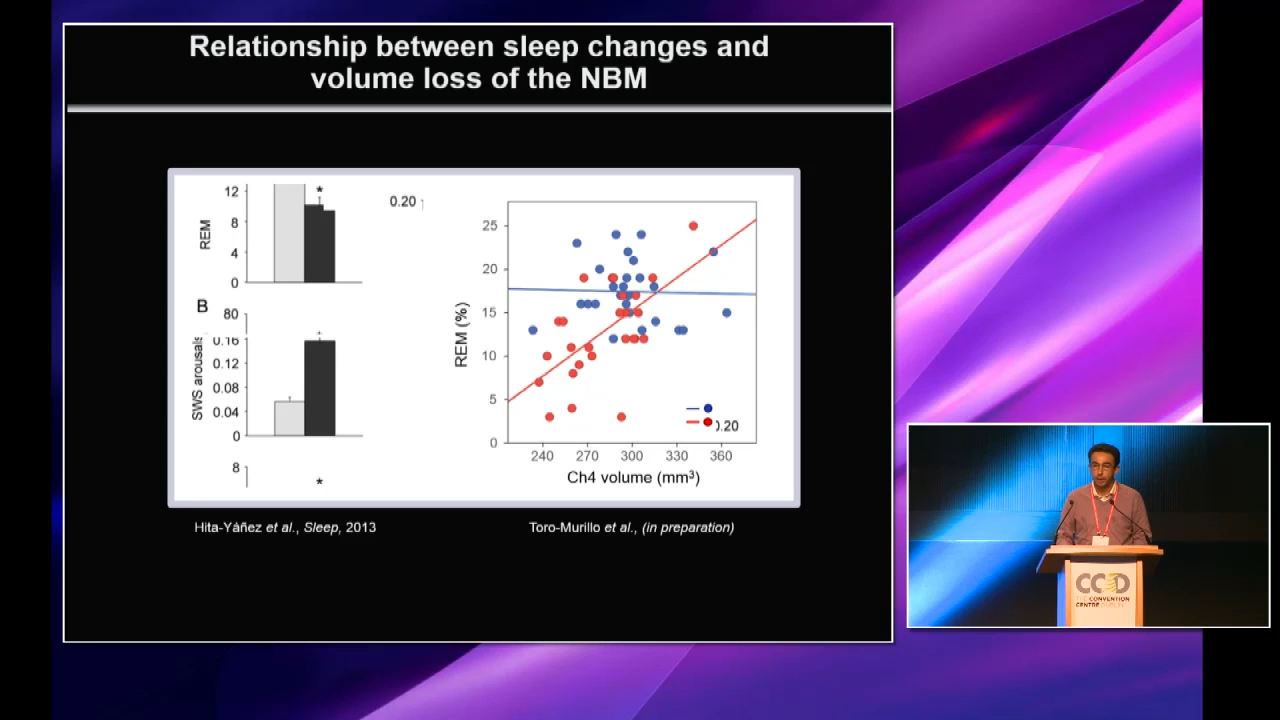 Relationship between sleep changes and
volume loss of the NBM
12
*
8
REM
4
0
0.20
B
80
0.16
0.12
SWS arousals
0.08
0.04
0
8
*
25
20
15
REM (%)
10
5
0
0.20
240 270 300 330 360
Ch4 volume (mm³)
Hita-Yáñez et al., Sleep, 2013
Toro-Murillo et al., (in preparation)
THE CONVENTION
CENTRE DUBLIN